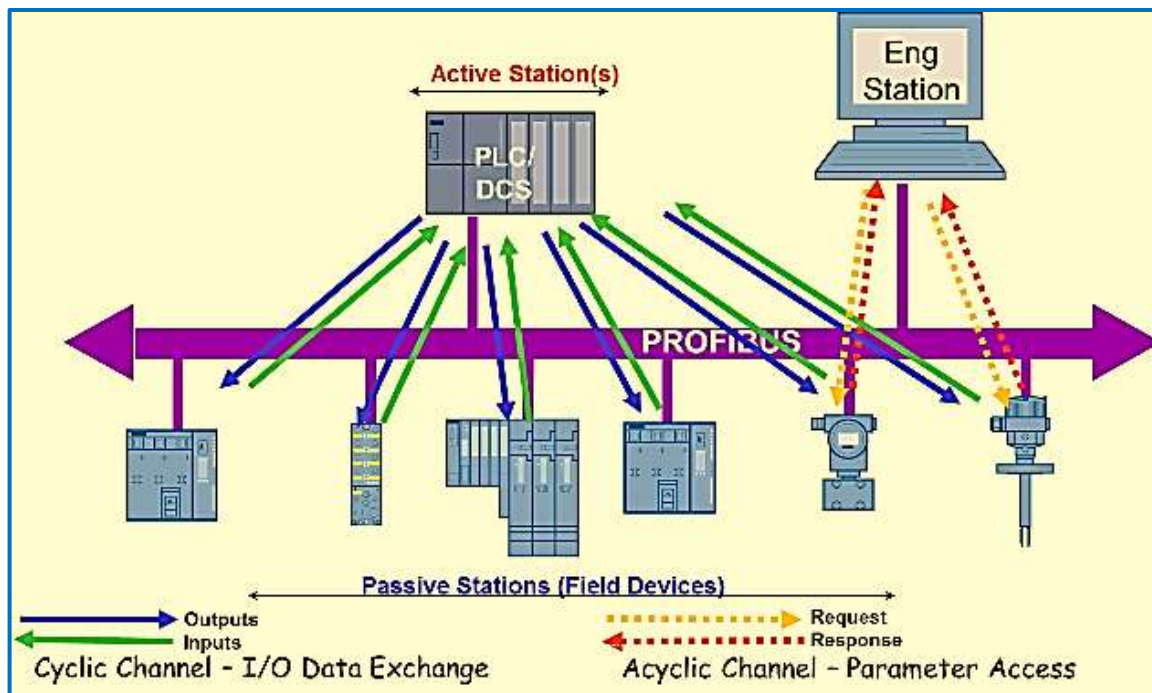 Eng
Station
Active Station(s)
PLC/
DCS
PROFIBUS
Passive Stations (Field Devices)
Outputs
Inputs
Request
Response
Cyclic Channel - I/O Data Exchange
Acyclic Channel - Parameter Access